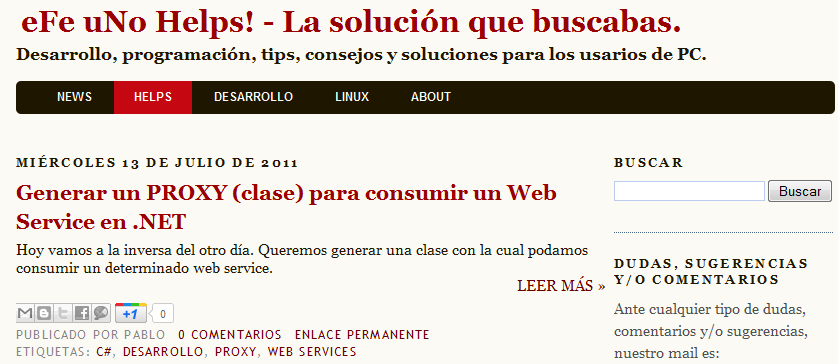 eFe uNo Helps! - La solución que buscabas.
Desarrollo, programación, tips, consejos y soluciones para los usarios de PC.
NEWS HELPS DESARROLLO LINUX ABOUT
MIÉRCOLES 13 DE JULIO DE 2011
Generar un PROXY (clase) para consumir un Web
Service en .NET
Hoy vamos a la inversa del otro día. Queremos generar una clase con la cual podamos
consumir un determinado web service.
LEER MÁS »
+1 0
PUBLICADO POR PABLO 0 COMENTARIOS ENLACE PERMANENTE
ETIQUETAS: C#, DESARROLLO, PROXY, WEB SERVICES
BUSCAR
Buscar
DUDAS, SUGERENCIAS
Y/O COMENTARIOS
Ante cualquier tipo de dudas,
comentarios y/o sugerencias,
nuestro mail es: